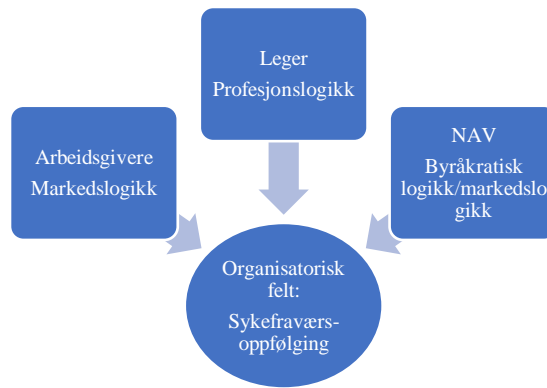 Leger
Profesjonslogikk
Arbeidsgivere
Markedslogikk
NAV
Byråkratisk
logikk/markedslo
gikk
Organisatorisk
felt:
Sykefraværs-
oppfølging